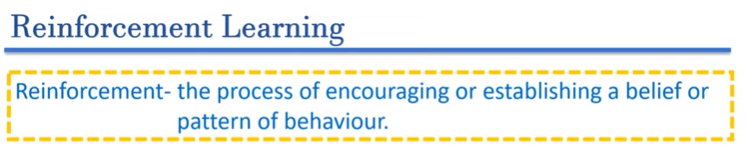 Reinforcement Learning
Reinforcement- the process of encouraging or establishing a belief or
pattern of behaviour.